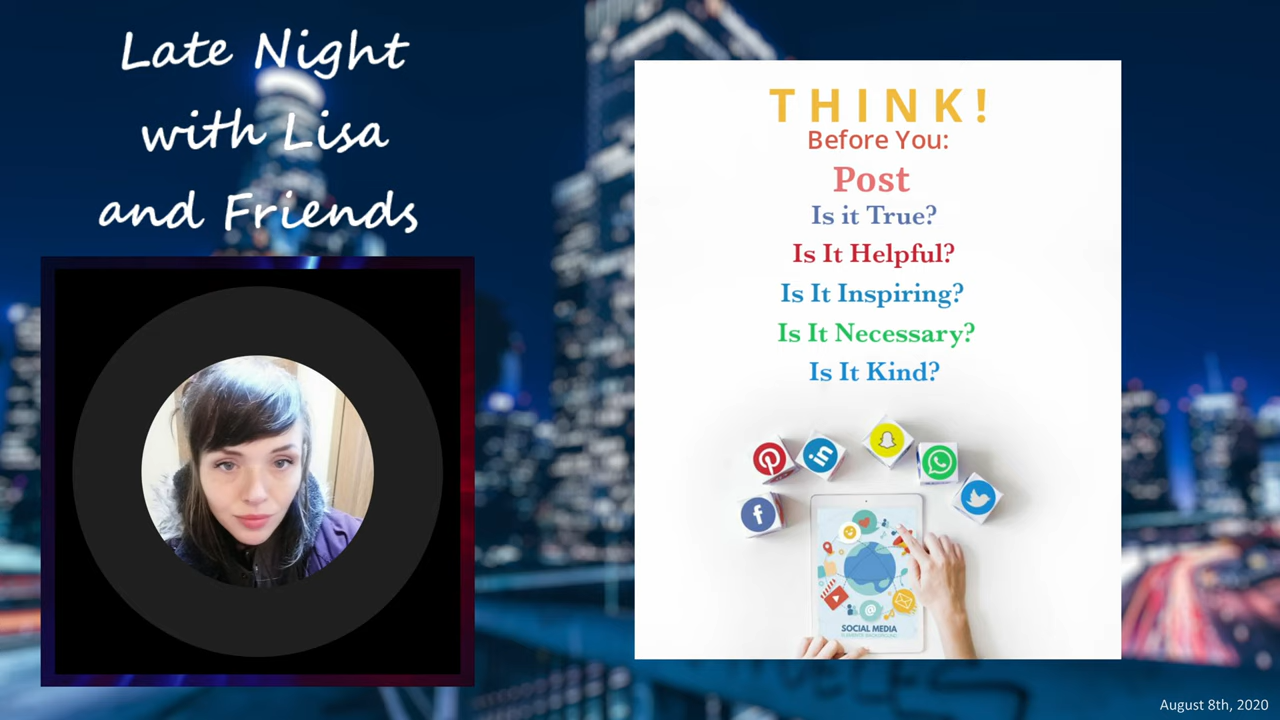 Late Night
with Lisa
and Friends
THINK!
Before You:
Post
Is it True?
Is It Helpful?
Is It Inspiring?
Is It Necessary?
Is It Kind?
SOCIAL MEDIA
August 8th, 2020